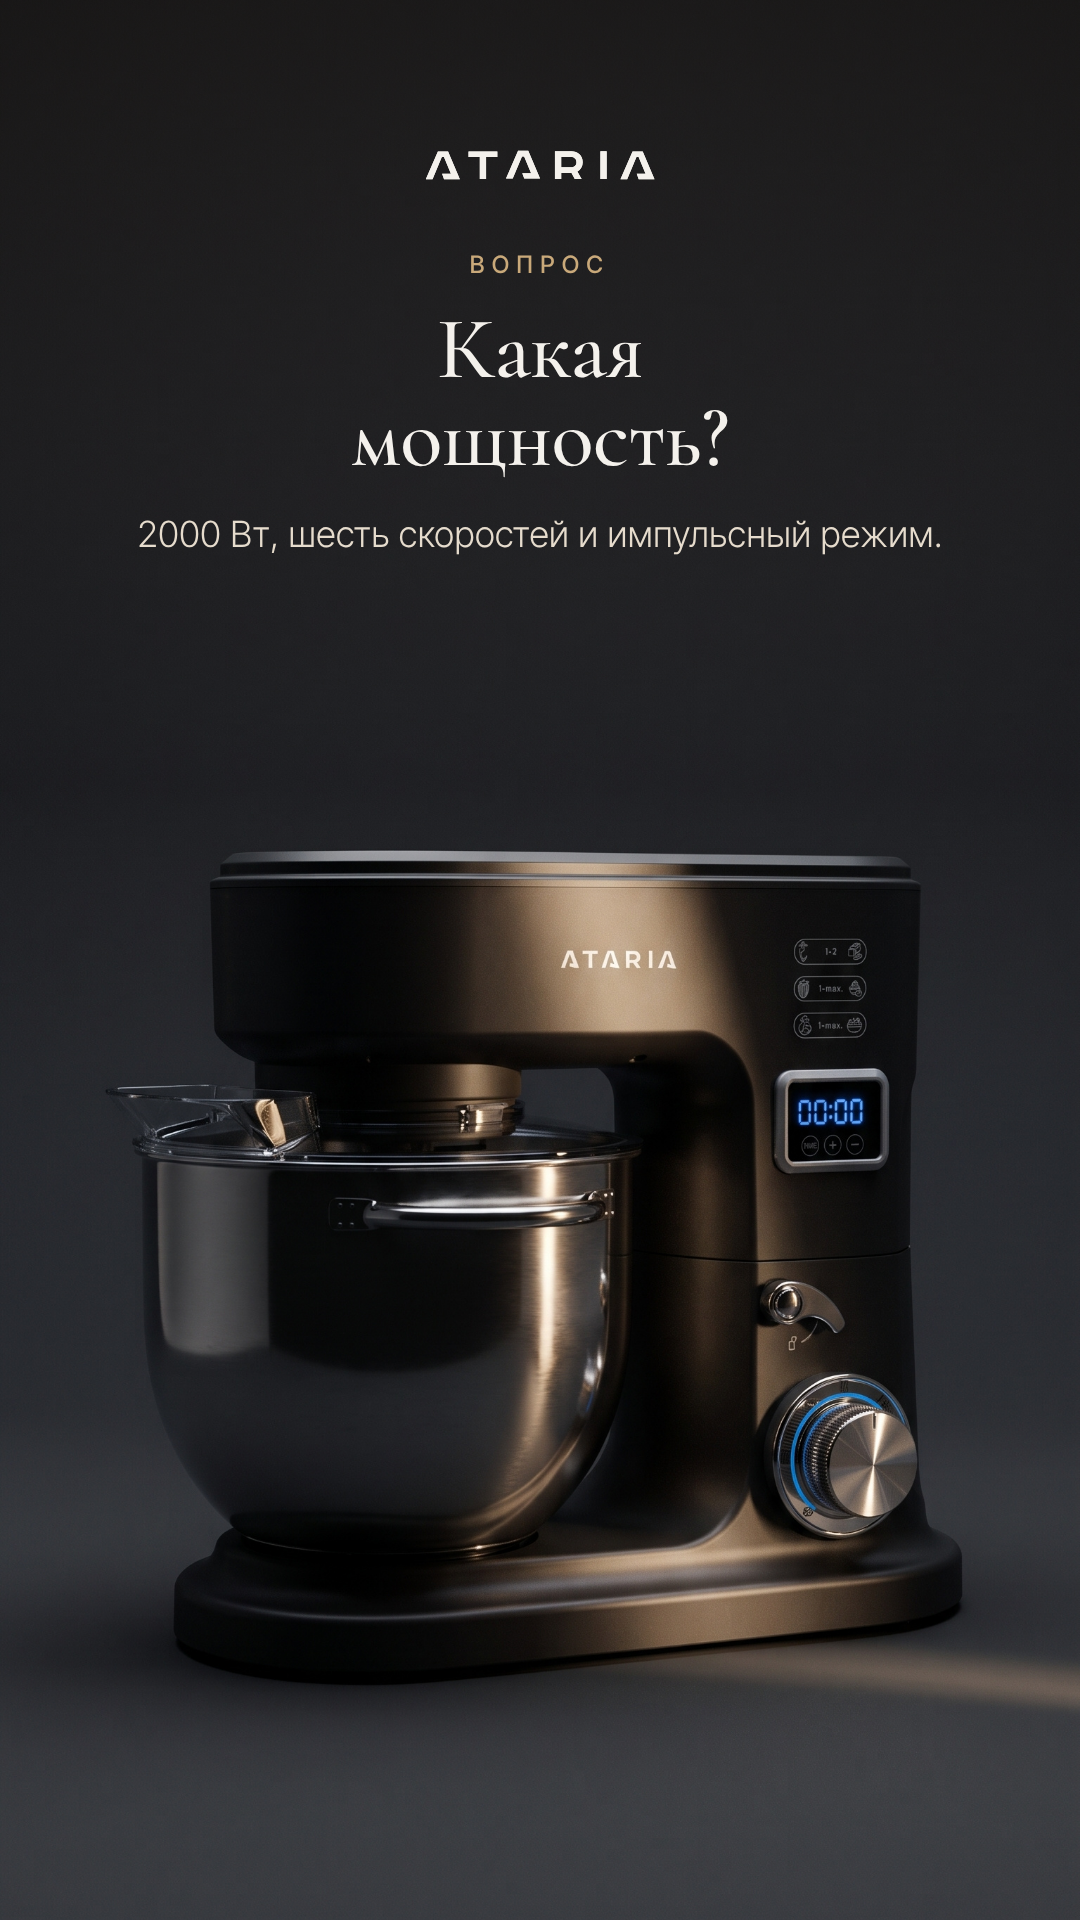 ATARIA
ВОПРОС
Какая
мощность?
2000 Вт, шесть скоростей и импульсный режим.
ATARIA
1-2
1-max.
1-max.
00:00
+
−